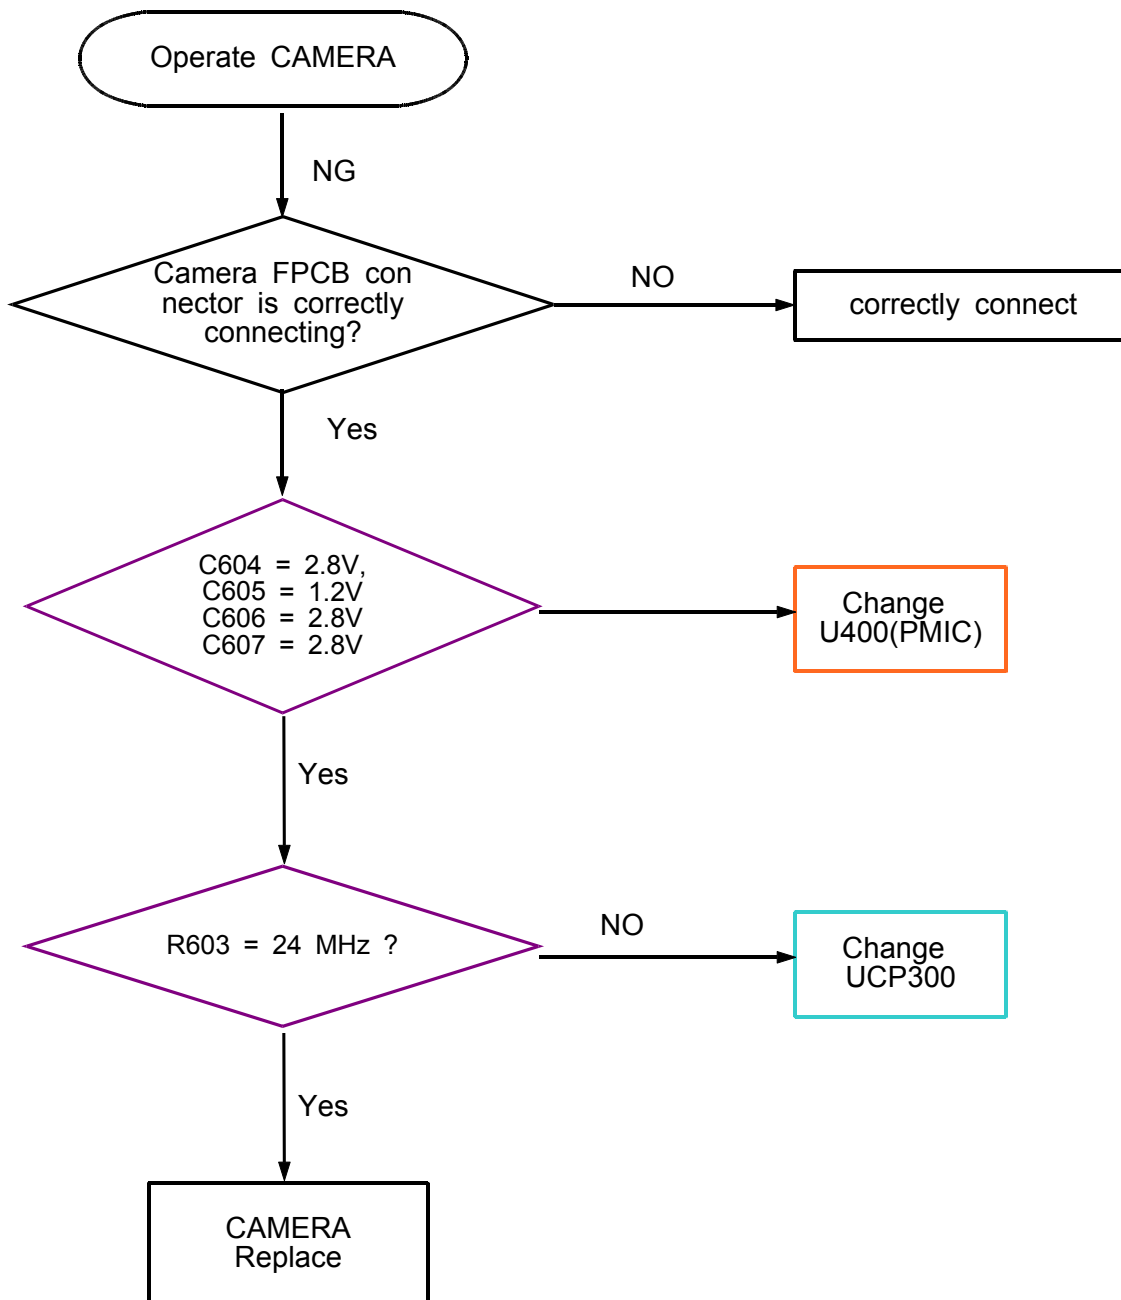 Operate CAMERA
NG
Camera FPCB con
nector is correctly
connecting?
NO
correctly connect
Yes
C604 = 2.8V,
C605 = 1.2V
C606 = 2.8V
C607 = 2.8V
Change
U400(PMIC)
Yes
R603 = 24 MHz ?
NO
Change
UCP300
Yes
CAMERA
Replace